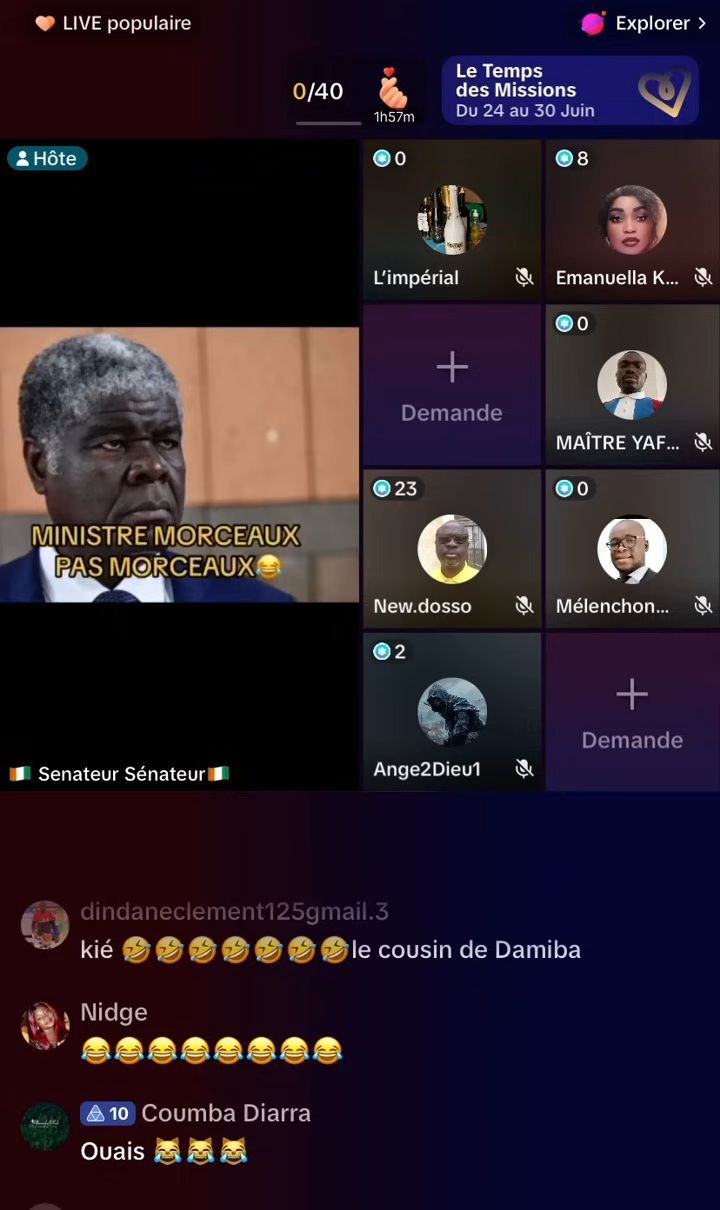 LIVE populaire
Explorer >
0/40
1h57m
Le Temps
des Missions
Du 24 au 30 Juin
Hôte
MINISTRE MORCEAUX
PAS MORCEAUX😂
🇨🇮 Senateur Sénateur🇨🇮
0
L'impérial
8
Emanuella K...
Demande
0
MAÎTRE YAF...
23
New.dosso
0
Mélenchon...
2
Ange2Dieu1
Demande
dindaneclement125gmail.3
kié 🤣🤣🤣🤣🤣🤣🤣le cousin de Damiba
Nidge
😂😂😂😂😂😂😂😂
10 Coumba Diarra
Ouais 😹😹😹